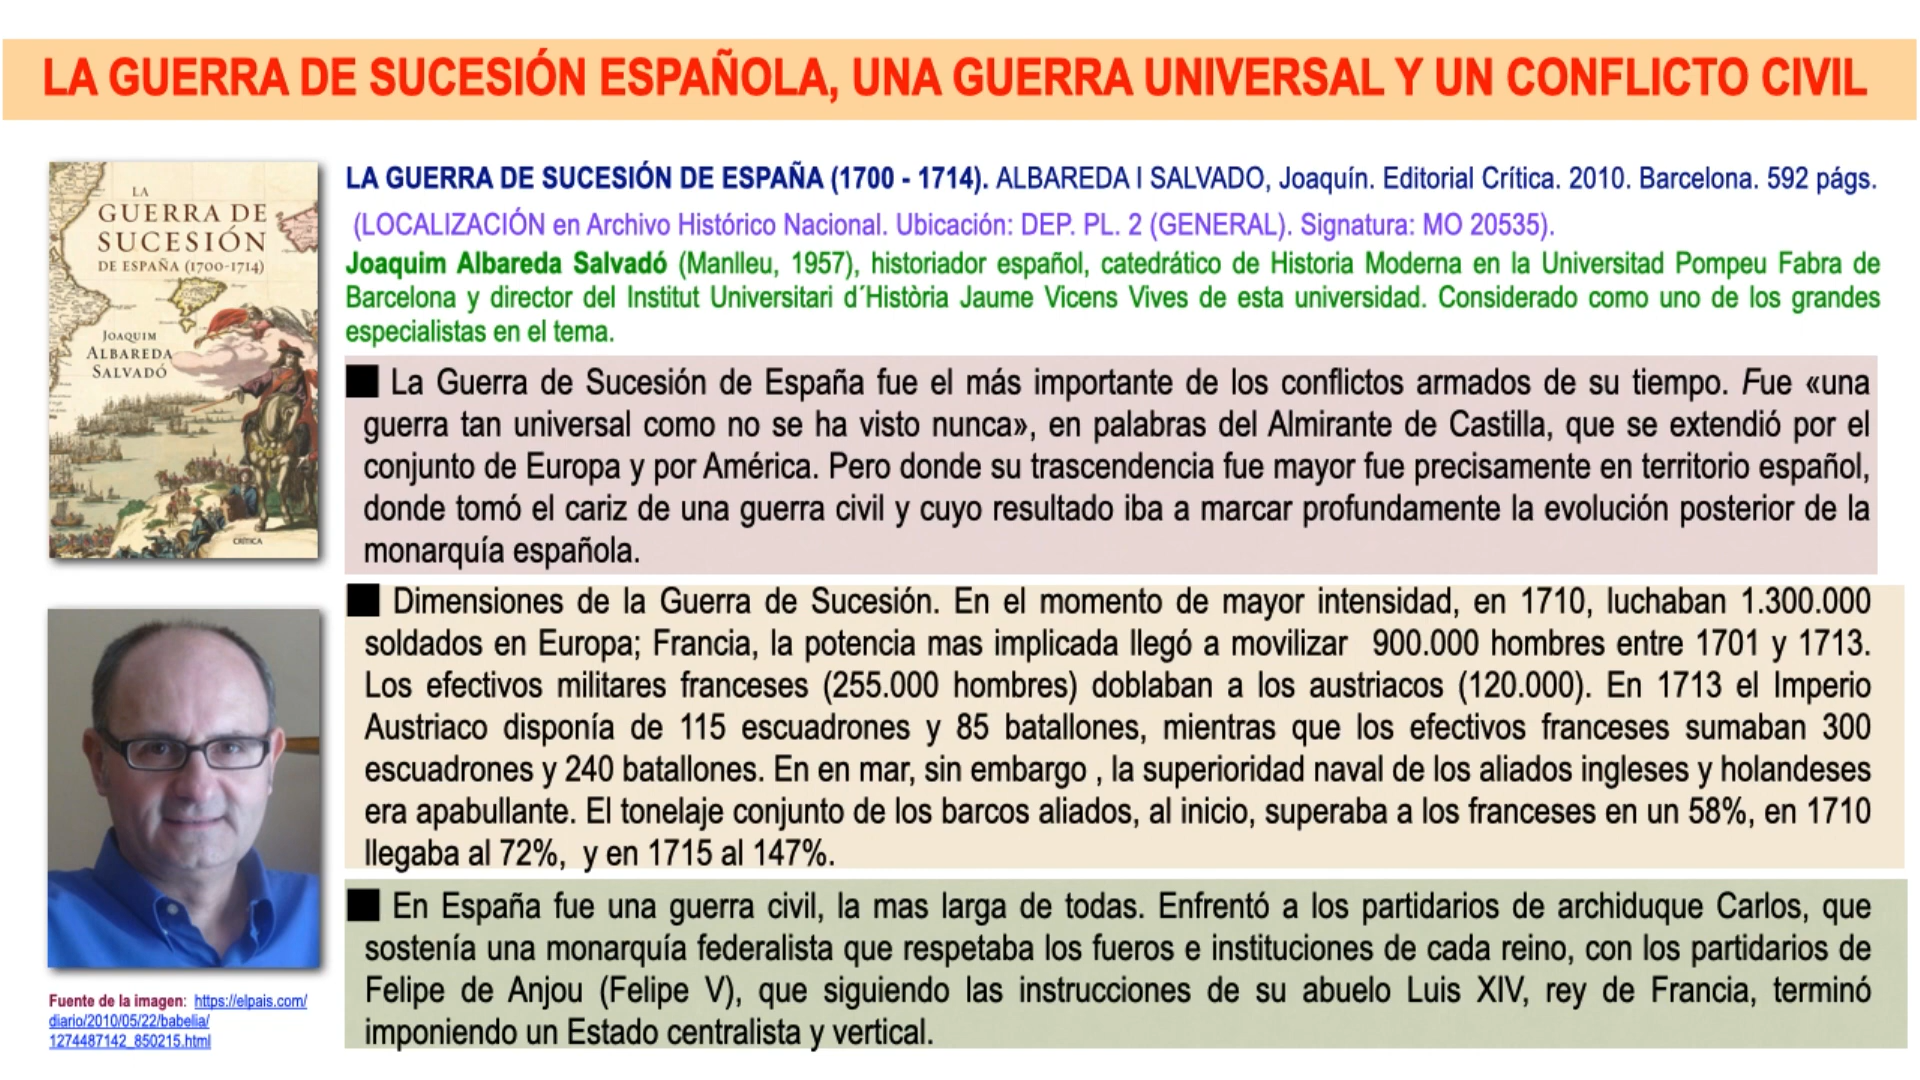 LA GUERRA DE SUCESIÓN ESPAÑOLA, UNA GUERRA UNIVERSAL Y UN CONFLICTO CIVIL
LA
GUERRA DE
SUCESIÓN
DE ESPAÑA (1700-1714)
JOAQUIM
ALBAREDA
SALVADÓ
CRÍTICA
LA GUERRA DE SUCESIÓN DE ESPAÑA (1700 - 1714). ALBAREDA I SALVADO, Joaquín. Editorial Crítica. 2010. Barcelona. 592 págs.
(LOCALIZACIÓN en Archivo Histórico Nacional. Ubicación: DEP. PL. 2 (GENERAL). Signatura: MO 20535).
Joaquim Albareda Salvadó (Manlleu, 1957), historiador español, catedrático de Historia Moderna en la Universitad Pompeu Fabra de
Barcelona y director del Institut Universitari d´Història Jaume Vicens Vives de esta universidad. Considerado como uno de los grandes
especialistas en el tema.
La Guerra de Sucesión de España fue el más importante de los conflictos armados de su tiempo. Fue «una
guerra tan universal como no se ha visto nunca», en palabras del Almirante de Castilla, que se extendió por el
conjunto de Europa y por América. Pero donde su trascendencia fue mayor fue precisamente en territorio español,
donde tomó el cariz de una guerra civil y cuyo resultado iba a marcar profundamente la evolución posterior de la
monarquía española.
Dimensiones de la Guerra de Sucesión. En el momento de mayor intensidad, en 1710, luchaban 1.300.000
soldados en Europa; Francia, la potencia mas implicada llegó a movilizar 900.000 hombres entre 1701 y 1713.
Los efectivos militares franceses (255.000 hombres) doblaban a los austriacos (120.000). En 1713 el Imperio
Austriaco disponía de 115 escuadrones y 85 batallones, mientras que los efectivos franceses sumaban 300
escuadrones y 240 batallones. En en mar, sin embargo , la superioridad naval de los aliados ingleses y holandeses
era apabullante. El tonelaje conjunto de los barcos aliados, al inicio, superaba a los franceses en un 58%, en 1710
llegaba al 72%, y en 1715 al 147%.
En España fue una guerra civil, la mas larga de todas. Enfrentó a los partidarios de archiduque Carlos, que
sostenía una monarquía federalista que respetaba los fueros e instituciones de cada reino, con los partidarios de
Felipe de Anjou (Felipe V), que siguiendo las instrucciones de su abuelo Luis XIV, rey de Francia, terminó
imponiendo un Estado centralista y vertical.
Fuente de la imagen: https://elpais.com/
diario/2010/05/22/babelia/
1274487142_850215.html